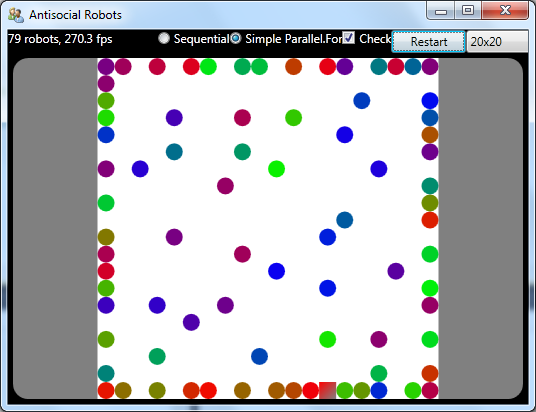 Antisocial Robots
79 robots, 270.3 fps Sequential Simple Parallel.For Check Restart 20x20